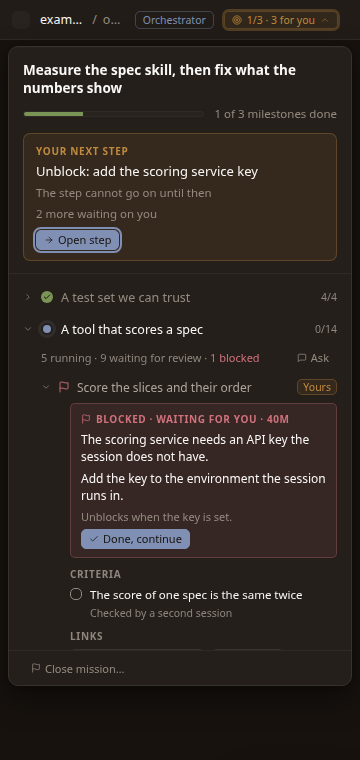 exam… / o… Orchestrator 1/3 · 3 for you
Measure the spec skill, then fix what the
numbers show
1 of 3 milestones done
YOUR NEXT STEP
Unblock: add the scoring service key
The step cannot go on until then
2 more waiting on you
Open step
A test set we can trust 4/4
A tool that scores a spec 0/14
5 running · 9 waiting for review · 1 blocked Ask
Score the slices and their order Yours
BLOCKED · WAITING FOR YOU · 40M
The scoring service needs an API key the
session does not have.
Add the key to the environment the session
runs in.
Unblocks when the key is set.
Done, continue
CRITERIA
The score of one spec is the same twice
Checked by a second session
LINKS
Close mission…